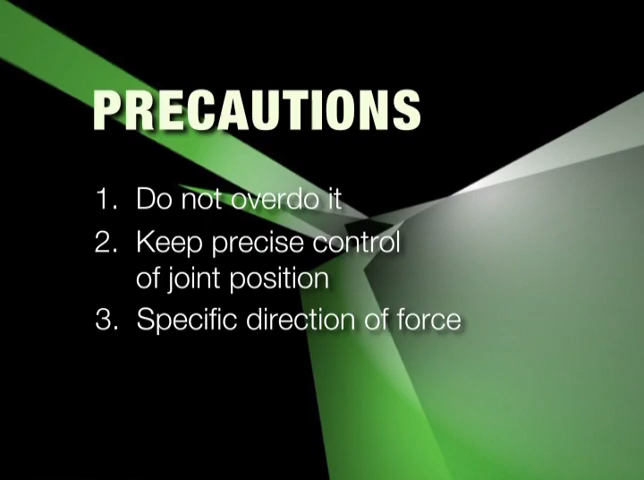 PRECAUTIONS
1. Do not overdo it
2. Keep precise control
of joint position
3. Specific direction of force